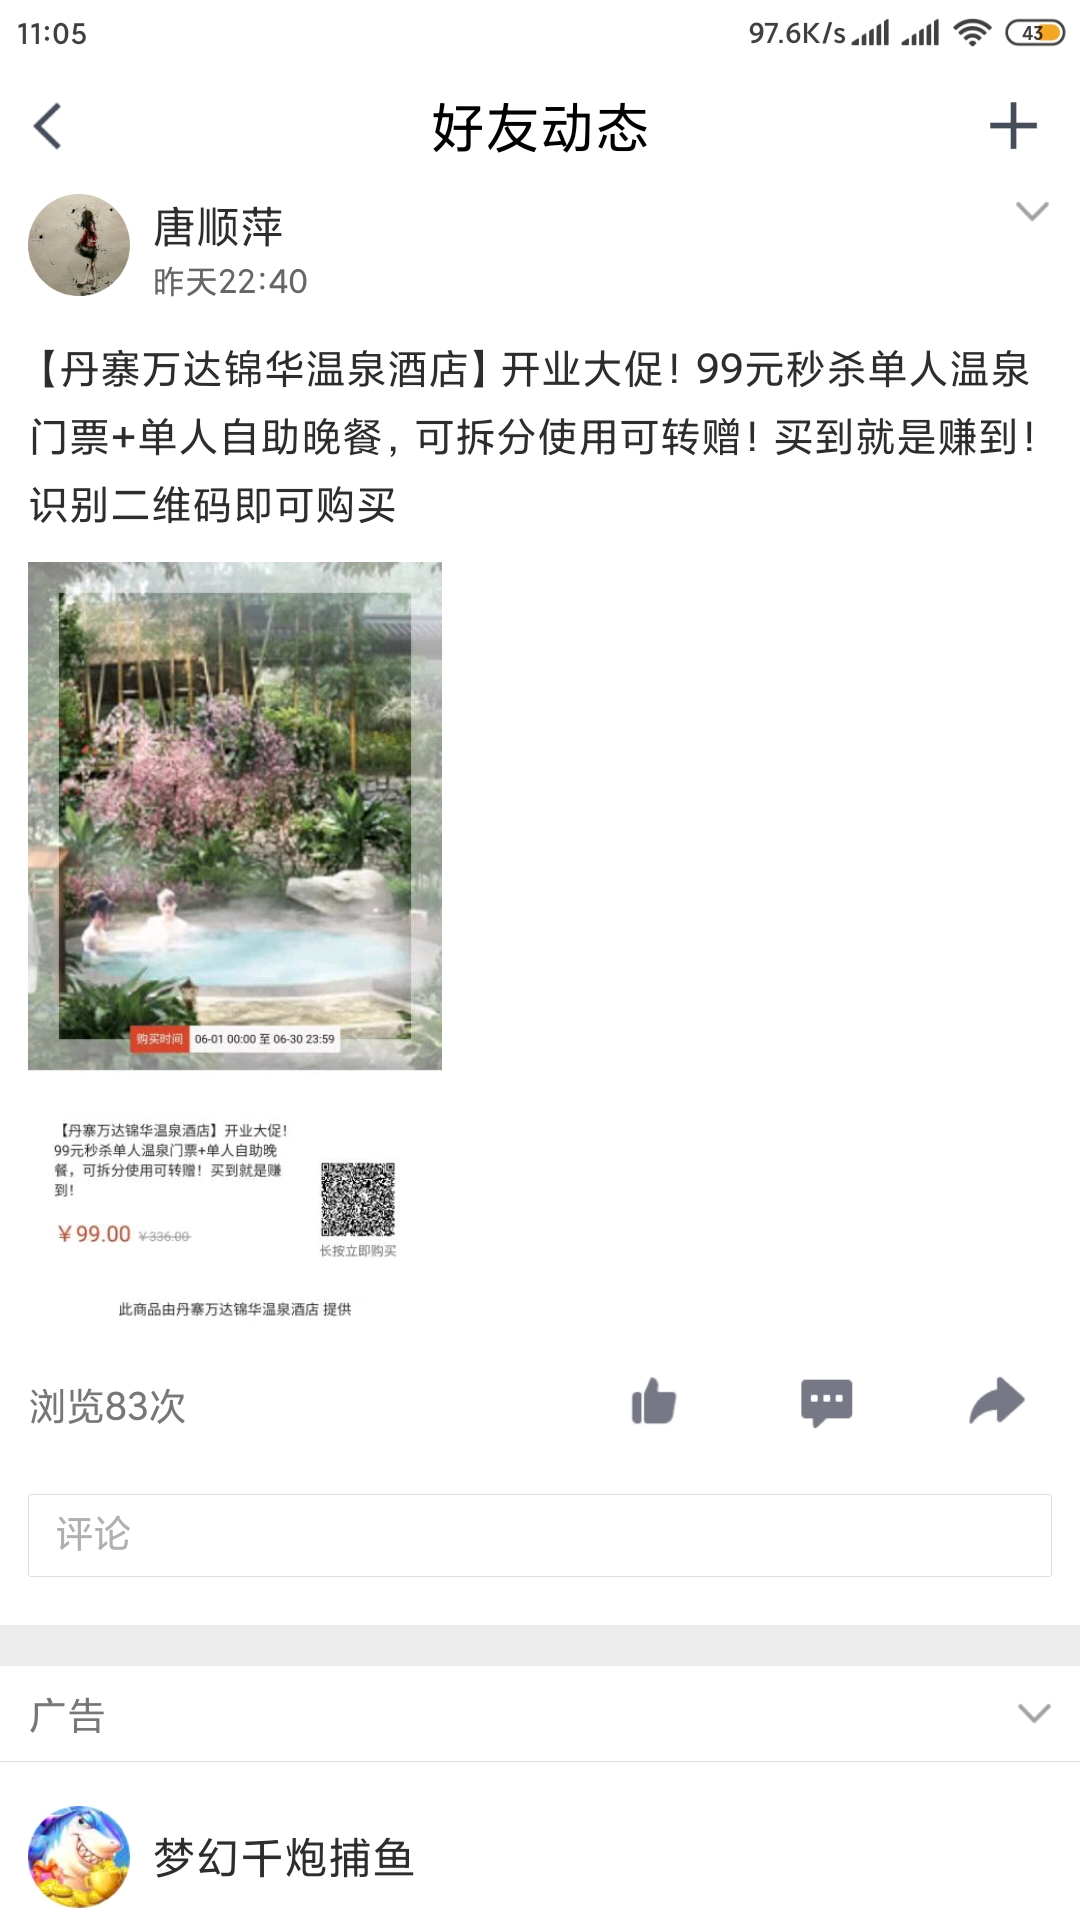 11:05
97.6K/s
43
好友动态
唐顺萍
昨天22:40
【丹寨万达锦华温泉酒店】开业大促！99元秒杀单人温泉
门票+单人自助晚餐，可拆分使用可转赠！买到就是赚到！
识别二维码即可购买
购买时间 06-01 00:00 至 06-30 23:59
【丹寨万达锦华温泉酒店】开业大促！
99元秒杀单人温泉门票+单人自助晚
餐，可拆分使用可转赠！买到就是赚
到！
￥99.00 ￥336.00
长按立即购买
此商品由丹寨万达锦华温泉酒店 提供
浏览83次
评论
广告
梦幻千炮捕鱼